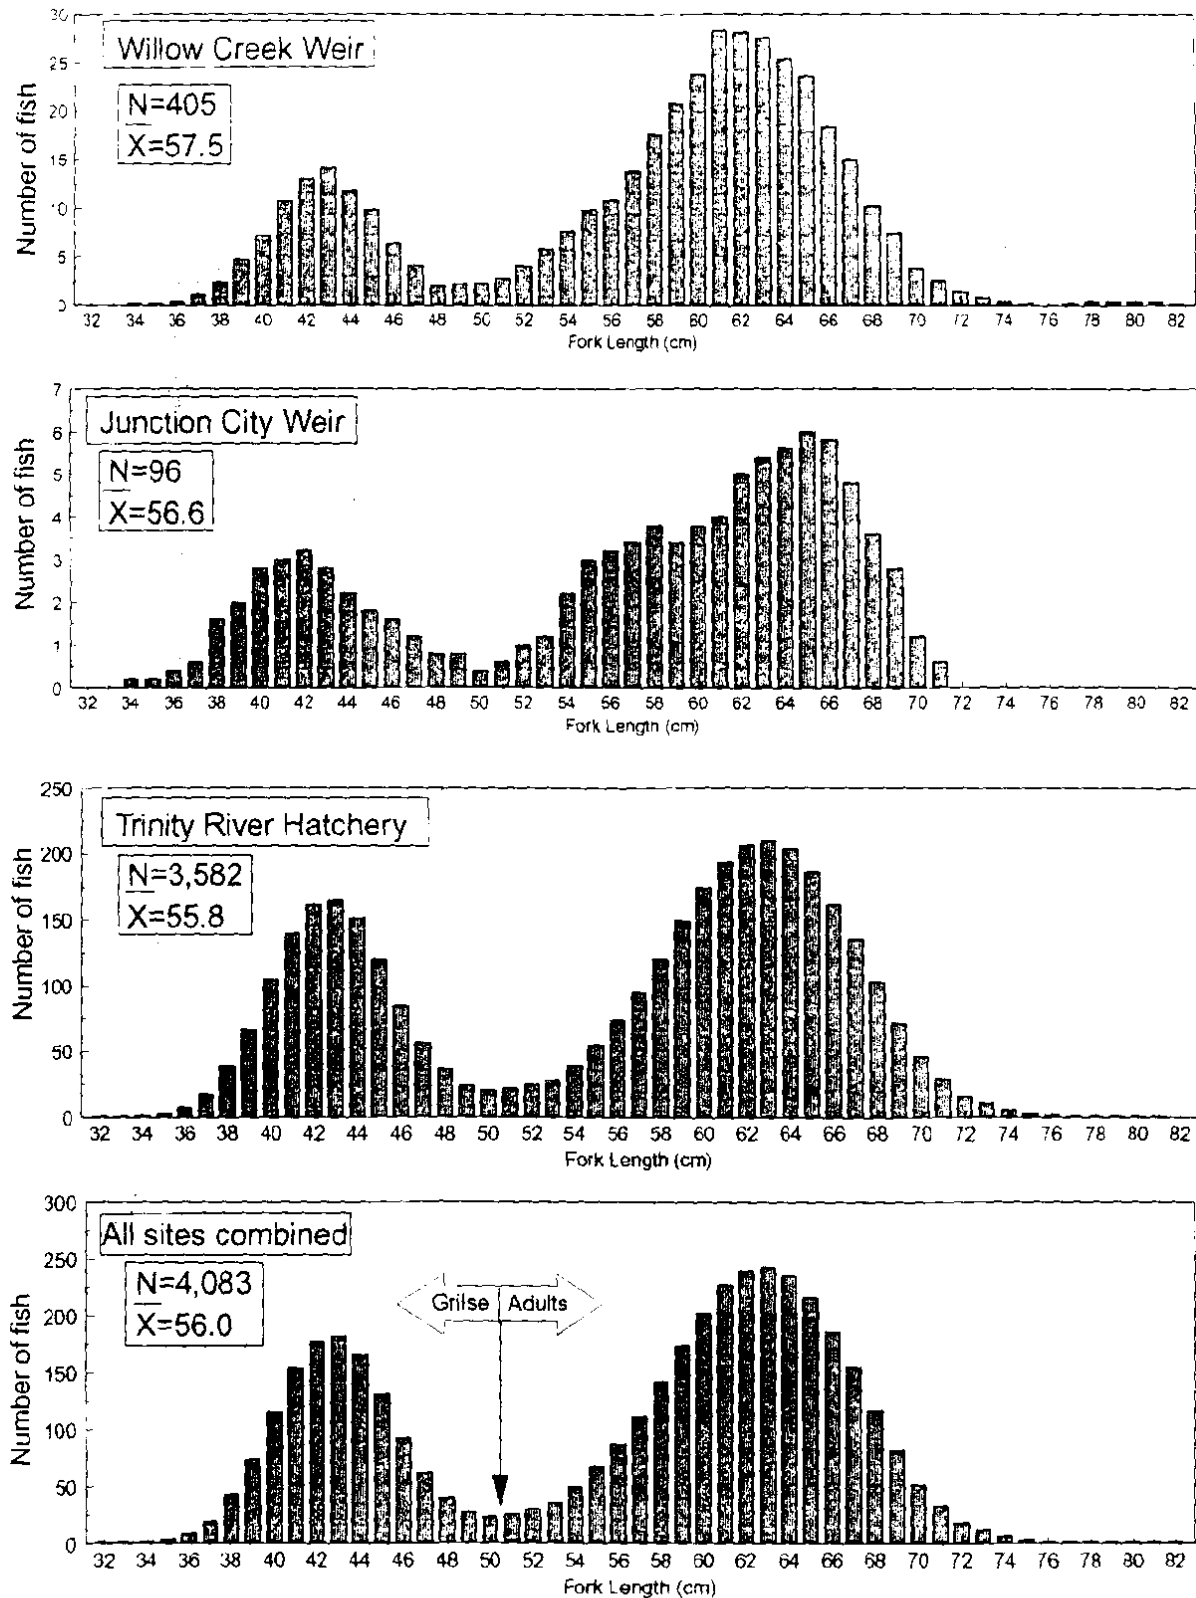 Willow Creek Weir
N=405
X=57.5
Number of fish
30
25
20
15
10
5
0
32 34 36 38 40 42 44 46 48 50 52 54 56 58 60 62 64 66 68 70 72 74 76 78 80 82
Fork Length (cm)
Junction City Weir
N=96
X=56.6
Number of fish
7
6
5
4
3
2
1
0
32 34 36 38 40 42 44 46 48 50 52 54 56 58 60 62 64 66 68 70 72 74 76 78 80 82
Fork Length (cm)
Trinity River Hatchery
N=3,582
X=55.8
Number of fish
250
200
150
100
50
0
32 34 36 38 40 42 44 46 48 50 52 54 56 58 60 62 64 66 68 70 72 74 76 78 80 82
Fork Length (cm)
All sites combined
N=4,083
X=56.0
Grilse Adults
Number of fish
300
250
200
150
100
50
0
32 34 36 38 40 42 44 46 48 50 52 54 56 58 60 62 64 66 68 70 72 74 76 78 80 82
Fork Length (cm)